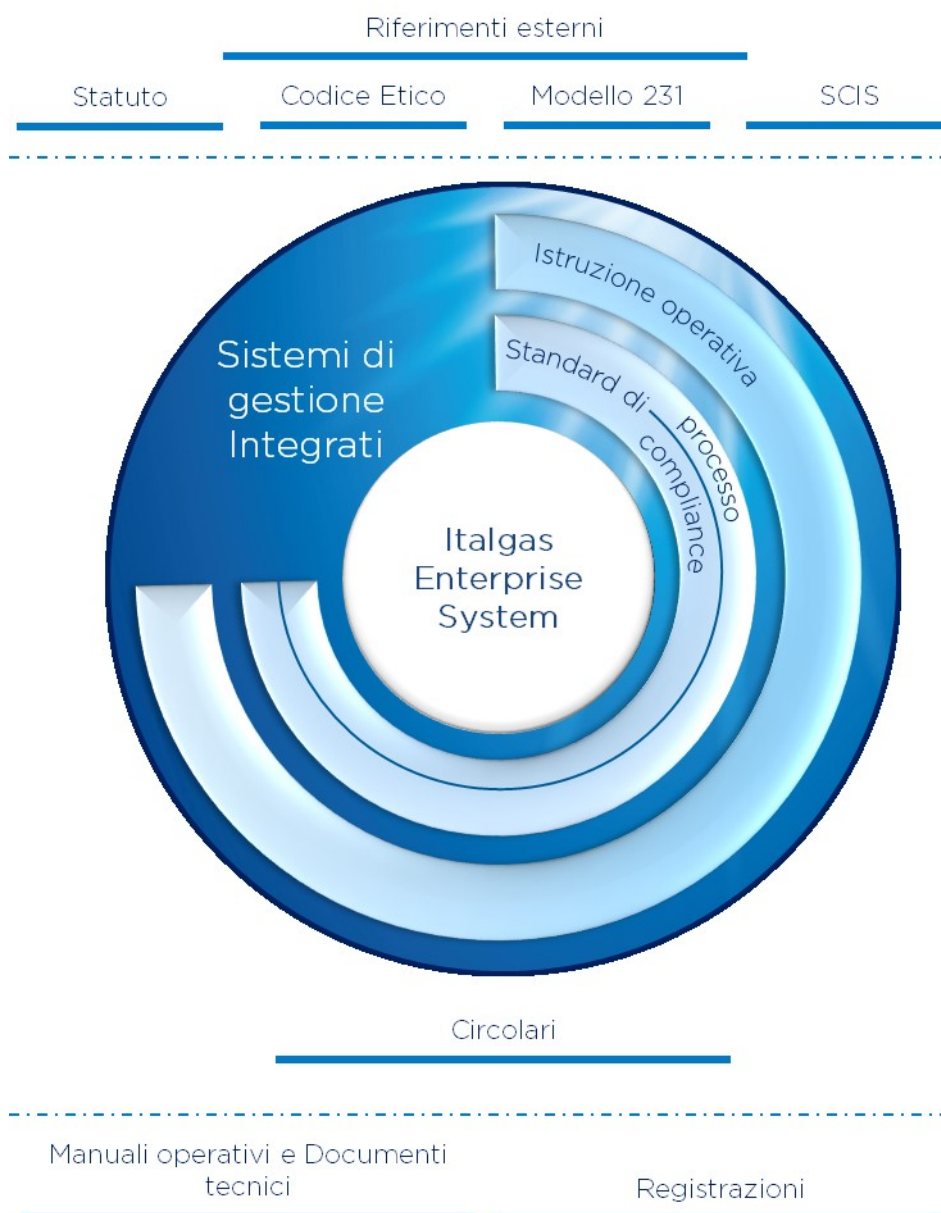 Riferimenti esterni
Statuto
Codice Etico
Modello 231
SCIS
Istruzione operativa
Standard di
processo
compliance
Sistemi di
gestione
Integrati
Italgas
Enterprise
System
Circolari
Manuali operativi e Documenti
tecnici
Registrazioni